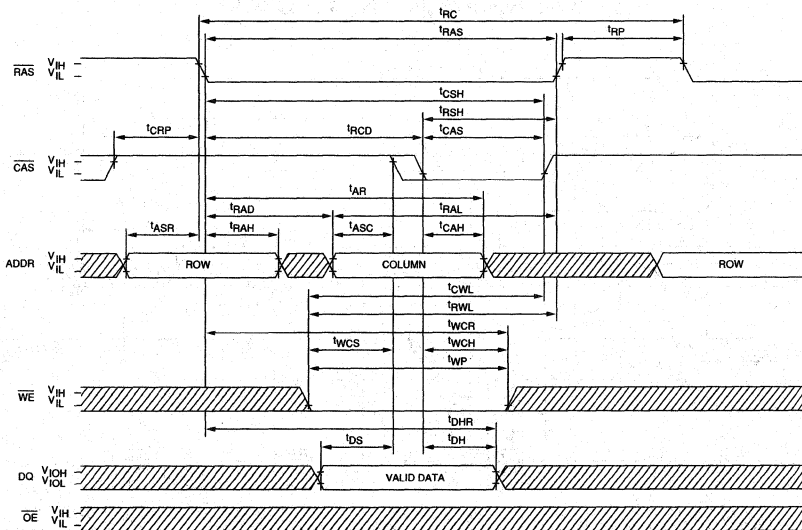 tRC
tRAS
tRP
RAS VIH
VIL
tCSH
tRSH
tCRP
tRCD
tCAS
CAS VIH
VIL
tAR
tRAD
tRAL
tASR
tRAH
tASC
tCAH
ADDR VIH
VIL
ROW
COLUMN
ROW
tCWL
tRWL
tWCR
tWCS
tWCH
tWP
WE VIH
VIL
tDHR
tDS
tDH
DQ VIOH
VIOL
VALID DATA
OE VIH
VIL